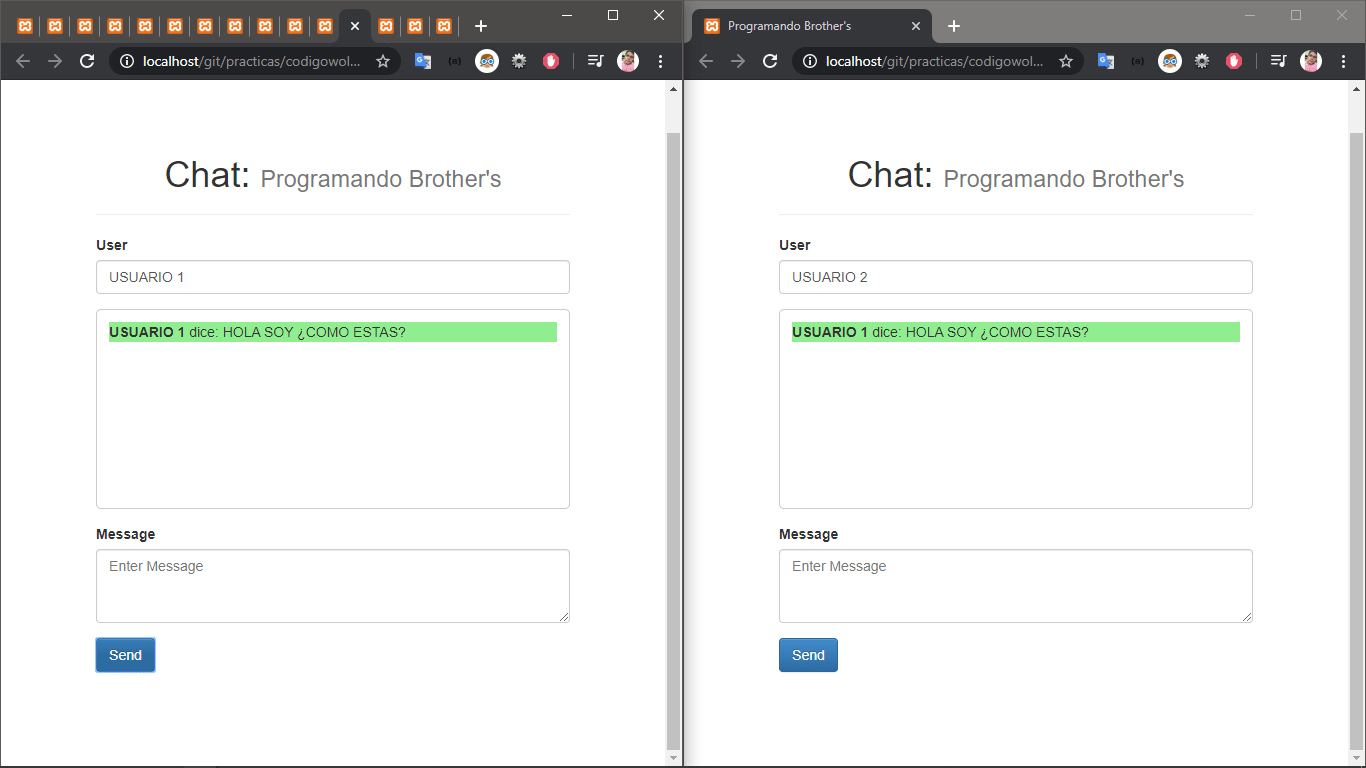 localhost/git/practicas/codigowol...
Chat: Programando Brother's
User
USUARIO 1
USUARIO 1 dice: HOLA SOY ¿COMO ESTAS?
Message
Enter Message
Send
Programando Brother's
localhost/git/practicas/codigowol...
Chat: Programando Brother's
User
USUARIO 2
USUARIO 1 dice: HOLA SOY ¿COMO ESTAS?
Message
Enter Message
Send